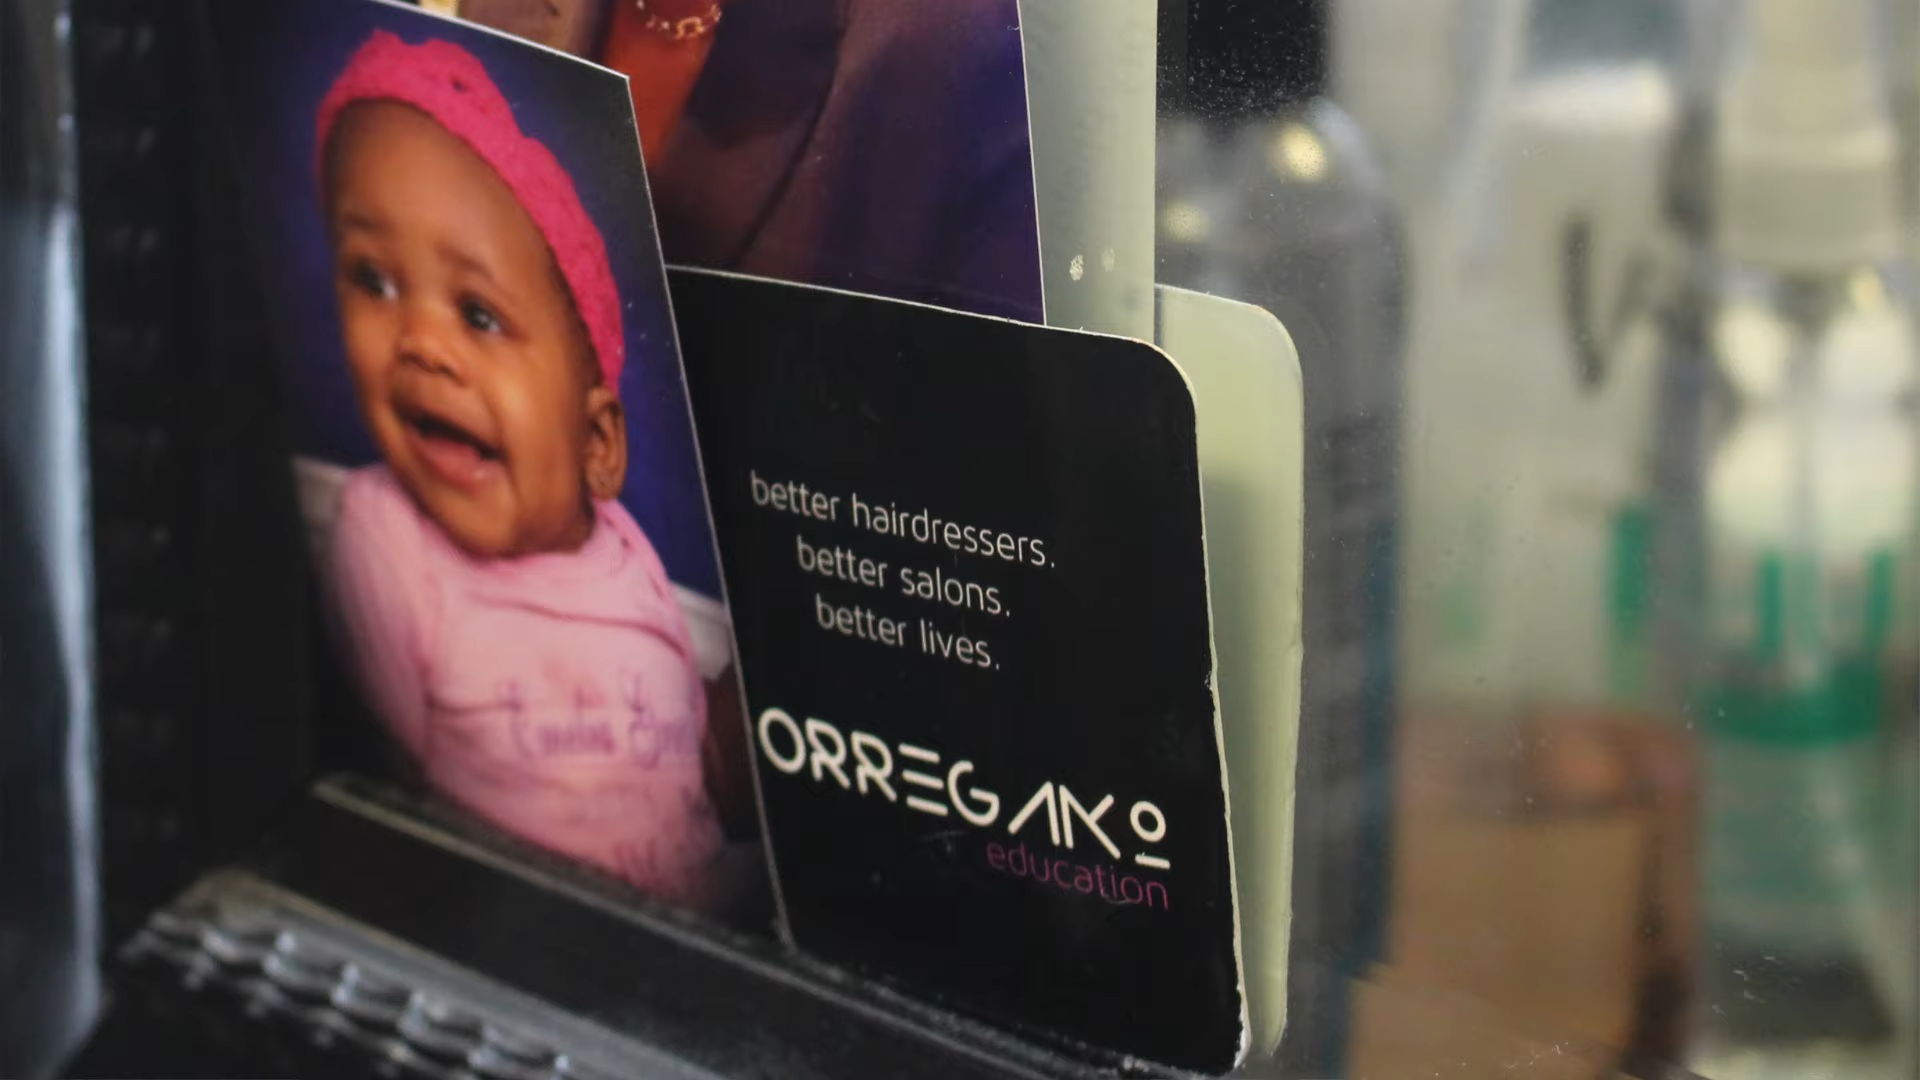 better hairdressers.
better salons.
better lives.
ORREGAKO
education